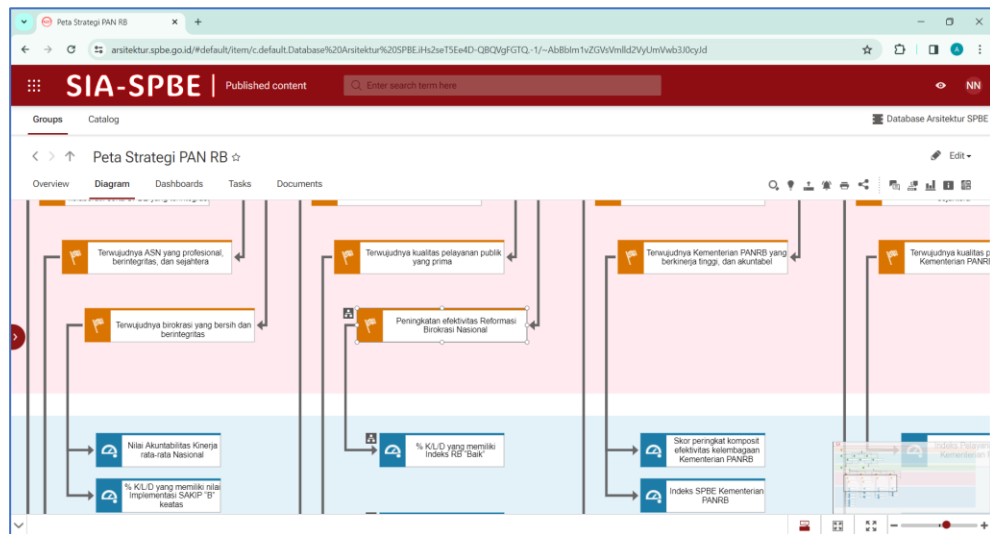 Peta Strategi PAN RB
arsitektur.spbe.go.id/#default/item/c.default.Database%20Arsitektur%20SPBE.
SIA-SPBE | Published content
Enter search term here
NN
Groups
Catalog
Database Arsitektur SPBE
Peta Strategi PAN RB
Edit
Overview
Diagram
Dashboards
Tasks
Documents
Terwujudnya ASN yang profesional,
berintegritas, dan sejahtera
Terwujudnya kualitas pelayanan publik
yang prima
Terwujudnya Kementerian PANRB yang
berkinerja tinggi, dan akuntabel
Terwujudnya kualitas p
Kementerian PANRB
Terwujudnya birokrasi yang bersih dan
berintegritas
Peningkatan efektivitas Reformasi
Birokrasi Nasional
Nilai Akuntabilitas Kinerja
rata-rata Nasional
% K/L/D yang memiliki
Indeks RB "Baik"
Skor peringkat komposit
efektivitas kelembagaan
Kementerian PANRB
Indeks Pelayanan
Kementerian
% K/L/D yang memiliki nilai
Implementasi SAKIP "B"
keatas
Indeks SPBE Kementerian
PANRB